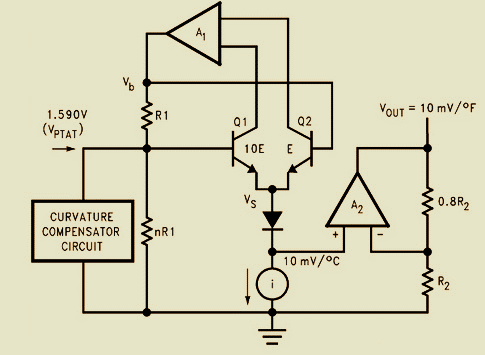 A1
Vb
1.590V
(VPTAT)
R1
Q1
Q2
10E
E
VOUT = 10 mV/°F
CURVATURE
COMPENSATOR
CIRCUIT
nR1
VS
A2
+
-
0.8R2
10 mV/°C
i
R2